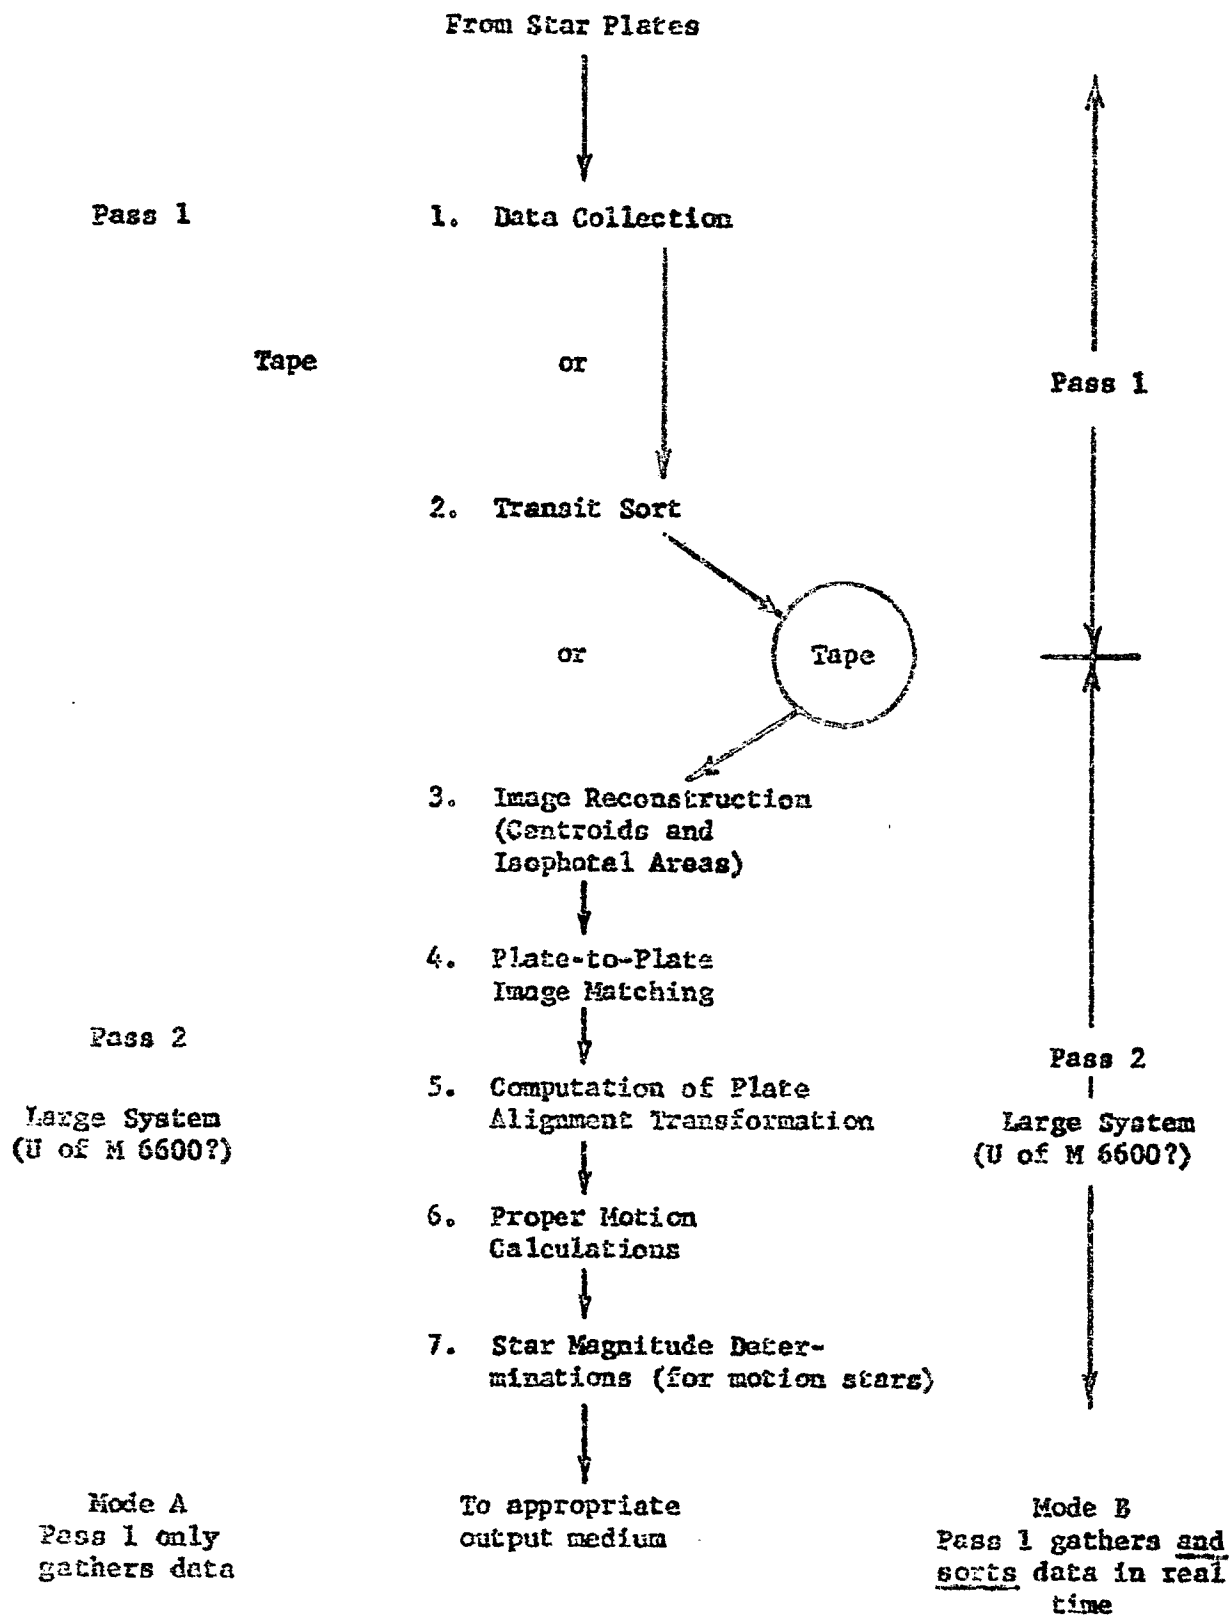 From Star Plates
Pass 1
1. Data Collection
Tape
or
Pass 1
2. Transit Sort
or
Tape
3. Image Reconstruction
(Centroids and
Isophotal Areas)
4. Plate-to-Plate
Image Matching
Pass 2
Large System
(U of M 6600?)
5. Computation of Plate
Alignment Transformation
Pass 2
Large System
(U of M 6600?)
6. Proper Motion
Calculations
7. Star Magnitude Deter-
minations (for motion stars)
Mode A
Pass 1 only
gathers data
To appropriate
output medium
Mode B
Pass 1 gathers and
sorts data in real
time